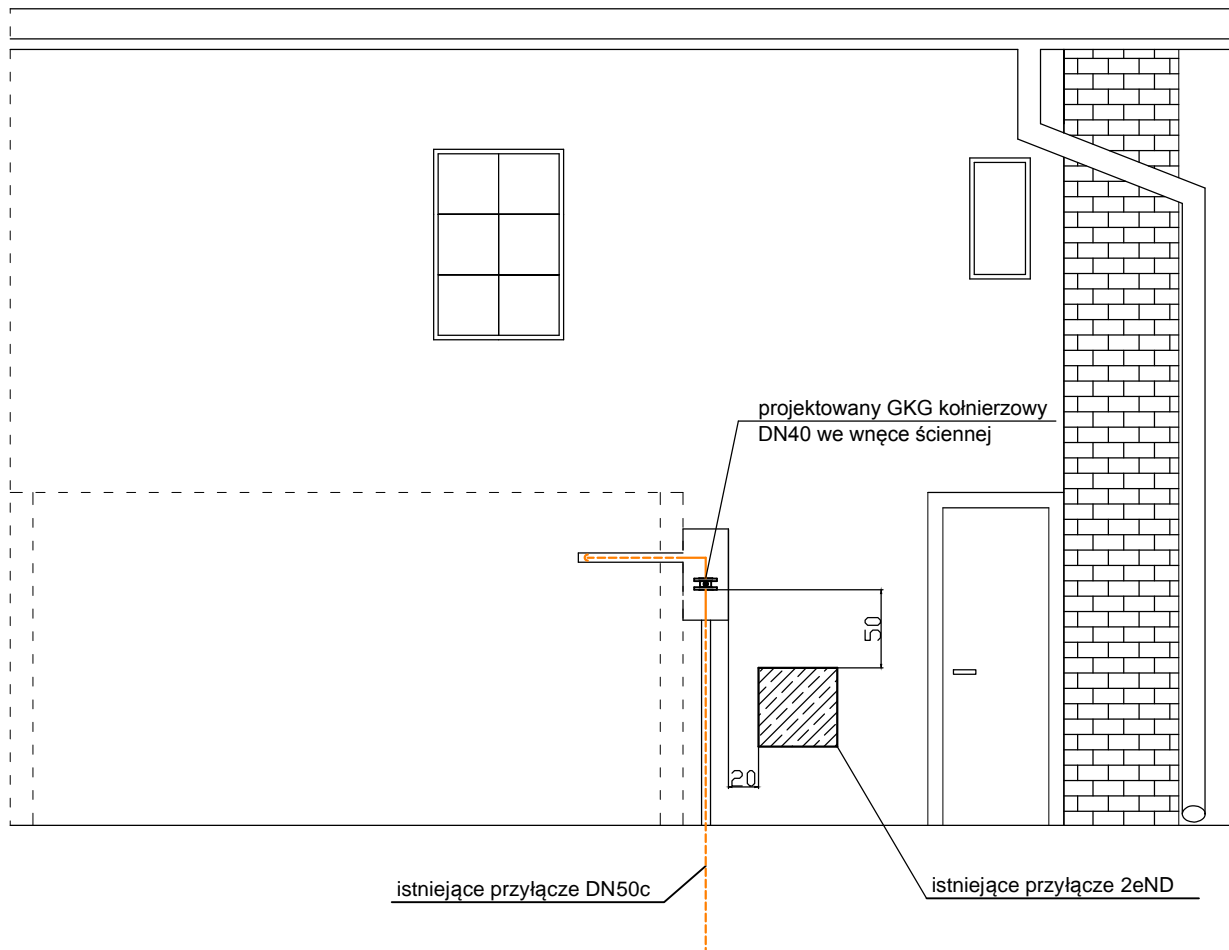 projektowany GKG kołnierzowy
DN40 we wnęce ściennej
50
20
istniejące przyłącze DN50c
istniejące przyłącze 2eND